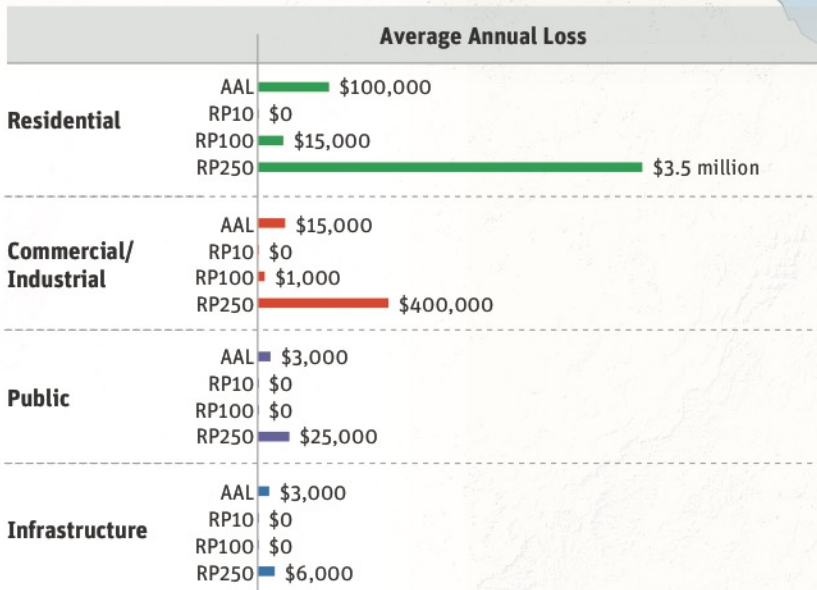 Average Annual Loss
Residential
AAL $100,000
RP10 $0
RP100 $15,000
RP250 $3.5 million
Commercial/
Industrial
AAL $15,000
RP10 $0
RP100 $1,000
RP250 $400,000
Public
AAL $3,000
RP10 $0
RP100 $0
RP250 $25,000
Infrastructure
AAL $3,000
RP10 $0
RP100 $0
RP250 $6,000